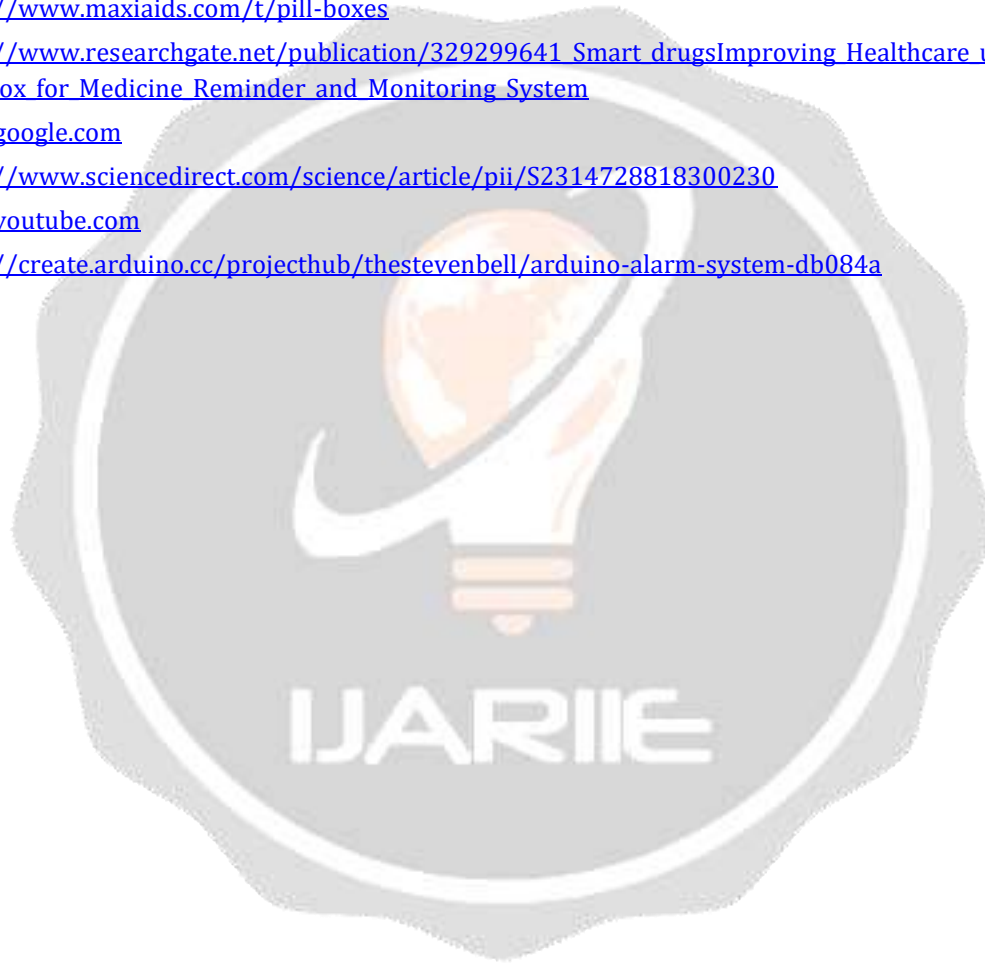 //www.maxiaids.com/t/pill-boxes
//www.researchgate.net/publication/329299641_Smart_drugsImproving_Healthcare_u
ox_for_Medicine_Reminder_and_Monitoring_System
google.com
//www.sciencedirect.com/science/article/pii/S2314728818300230
youtube.com
//create.arduino.cc/projecthub/thestevenbell/arduino-alarm-system-db084a
IJARIIE